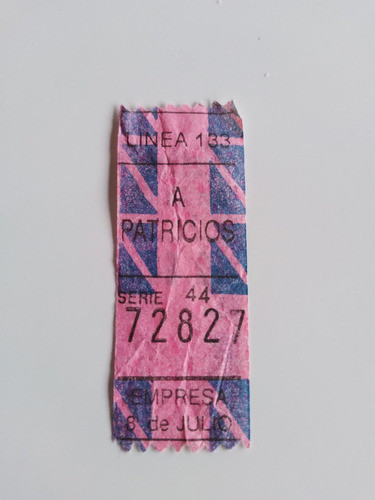 LINEA 133
A
PATRICIOS
SERIE 44
72827
EMPRESA
8 de JULIO